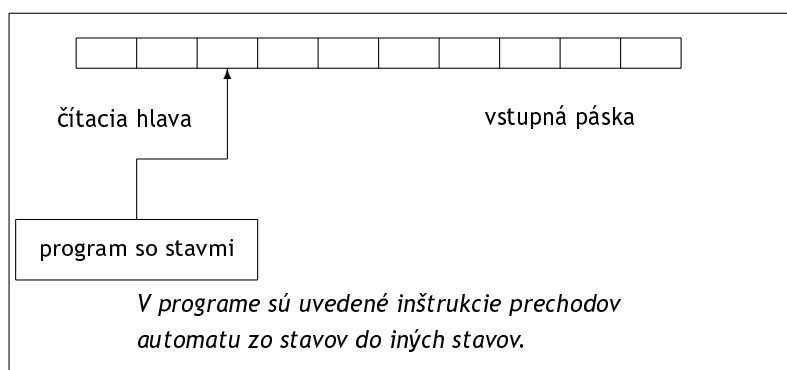 čítacia hlava
vstupná páska
program so stavmi
V programe sú uvedené inštrukcie prechodov
automatu zo stavov do iných stavov.